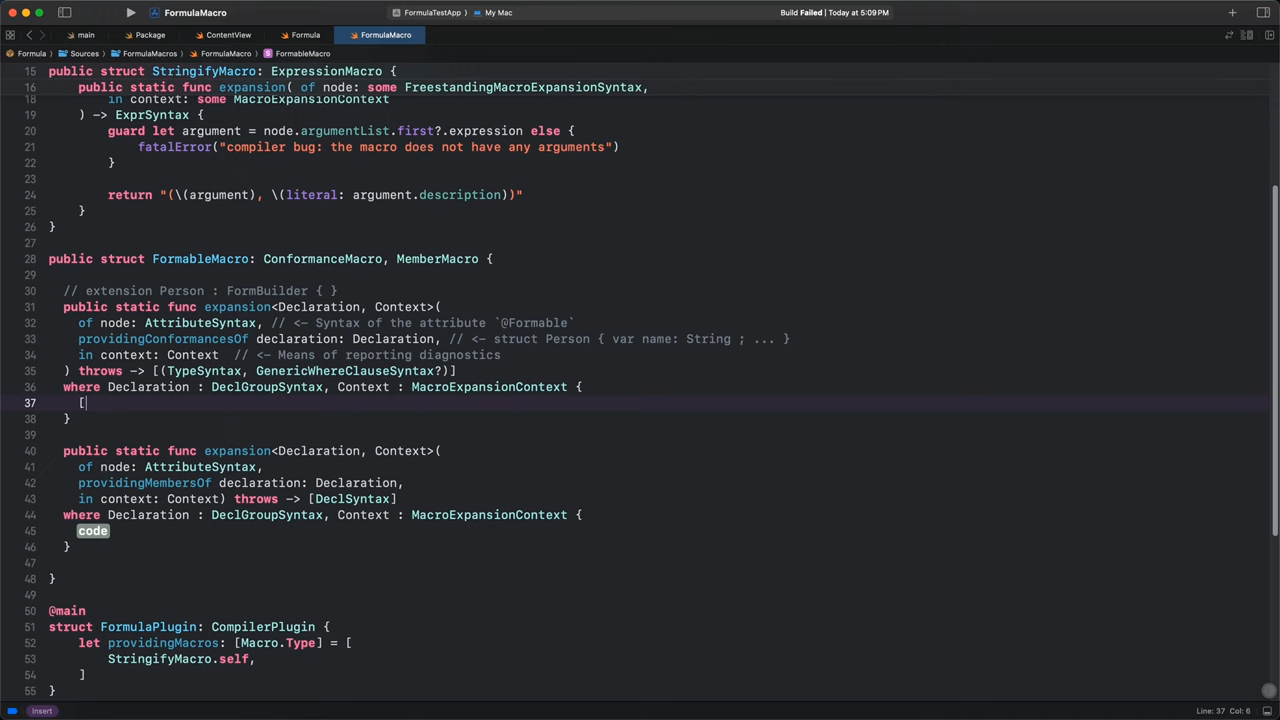 FormulaMacro
FormulaTestApp 〉 My Mac
Build Failed | Today at 5:09 PM
main
Package
ContentView
Formula
FormulaMacro
Formula 〉 Sources 〉 FormulaMacros 〉 FormulaMacro 〉 S FormableMacro
15 public struct StringifyMacro: ExpressionMacro {
16 public static func expansion( of node: some FreestandingMacroExpansionSyntax,
18 in context: some MacroExpansionContext
19 ) -> ExprSyntax {
20 guard let argument = node.argumentList.first?.expression else {
21 fatalError("compiler bug: the macro does not have any arguments")
22 }
23
24 return "(\(argument), \(literal: argument.description))"
25 }
26 }
27
28 public struct FormableMacro: ConformanceMacro, MemberMacro {
29
30 // extension Person : FormBuilder { }
31 public static func expansion<Declaration, Context>(
32 of node: AttributeSyntax, // <- Syntax of the attribute `@Formable`
33 providingConformancesOf declaration: Declaration, // <- struct Person { var name: String ; ... }
34 in context: Context // <- Means of reporting diagnostics
35 ) throws -> [(TypeSyntax, GenericWhereClauseSyntax?)]
36 where Declaration : DeclGroupSyntax, Context : MacroExpansionContext {
37 [
38 }
39
40 public static func expansion<Declaration, Context>(
41 of node: AttributeSyntax,
42 providingMembersOf declaration: Declaration,
43 in context: Context) throws -> [DeclSyntax]
44 where Declaration : DeclGroupSyntax, Context : MacroExpansionContext {
45 code
46 }
47
48 }
49
50 @main
51 struct FormulaPlugin: CompilerPlugin {
52 let providingMacros: [Macro.Type] = [
53 StringifyMacro.self,
54 ]
55 }
insert
Line: 37 Col: 6